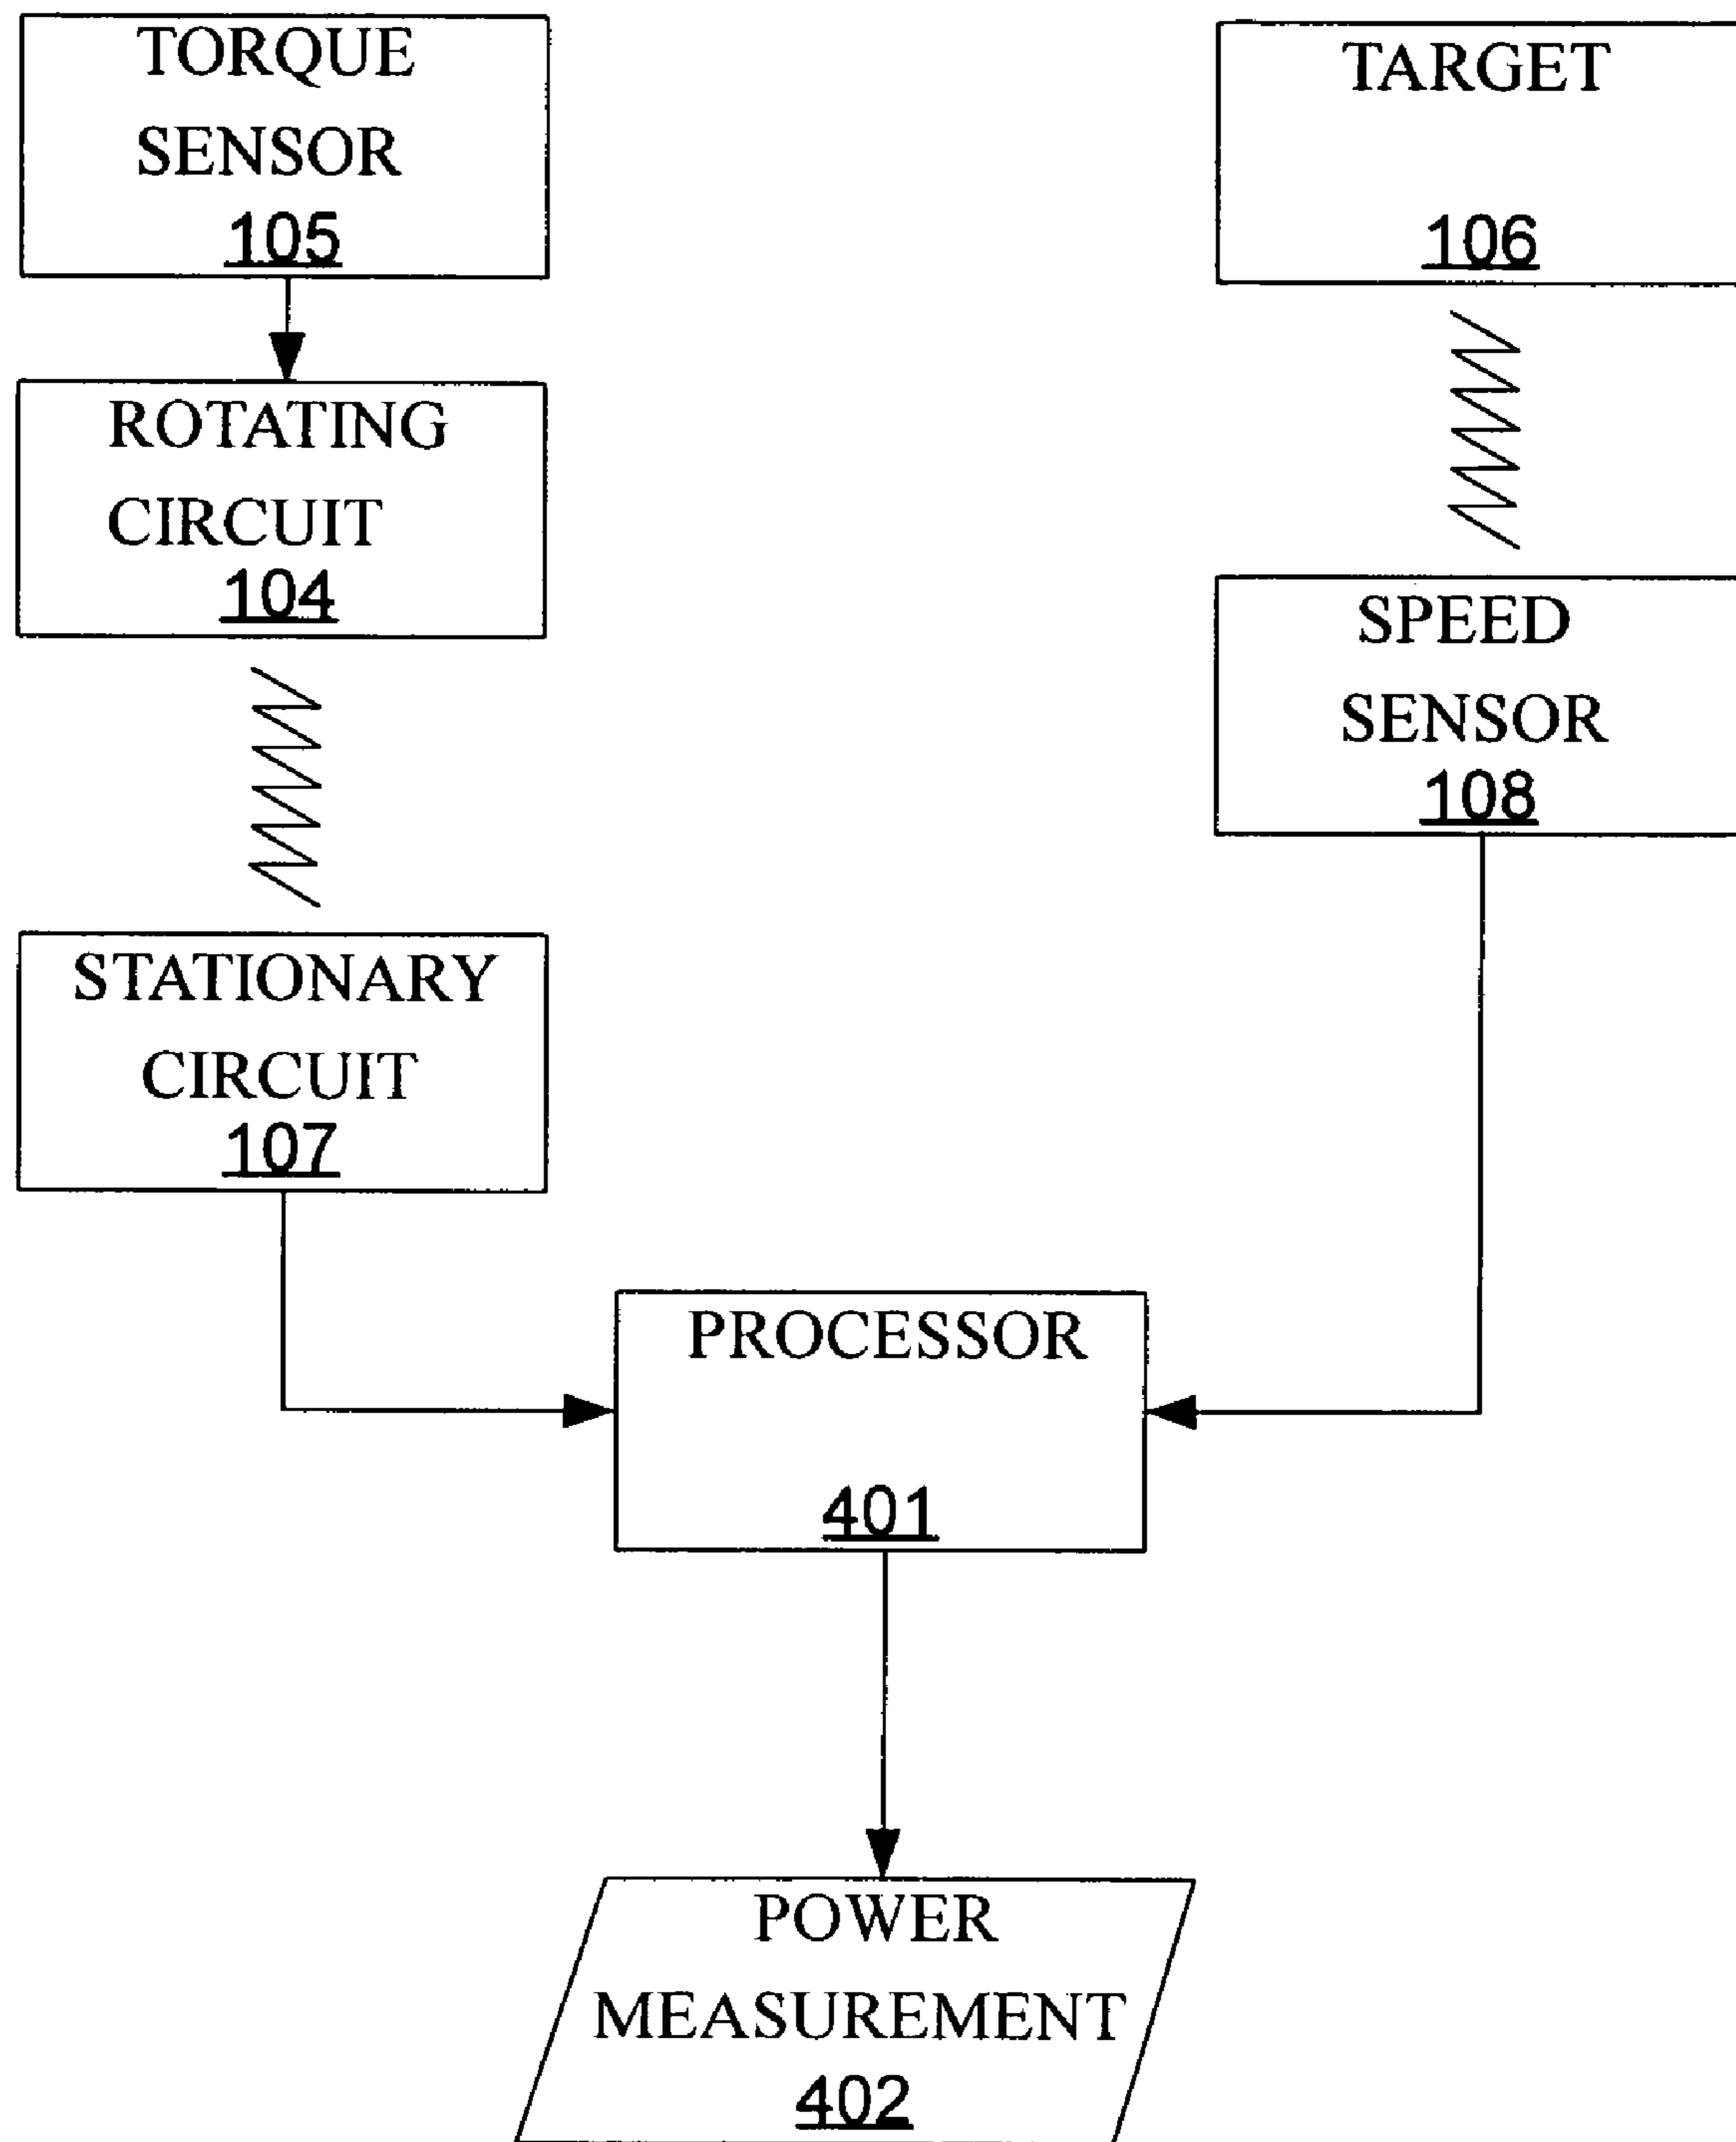 TORQUE
SENSOR
105
TARGET
106
ROTATING
CIRCUIT
104
SPEED
SENSOR
108
STATIONARY
CIRCUIT
107
PROCESSOR
401
POWER
MEASUREMENT
402